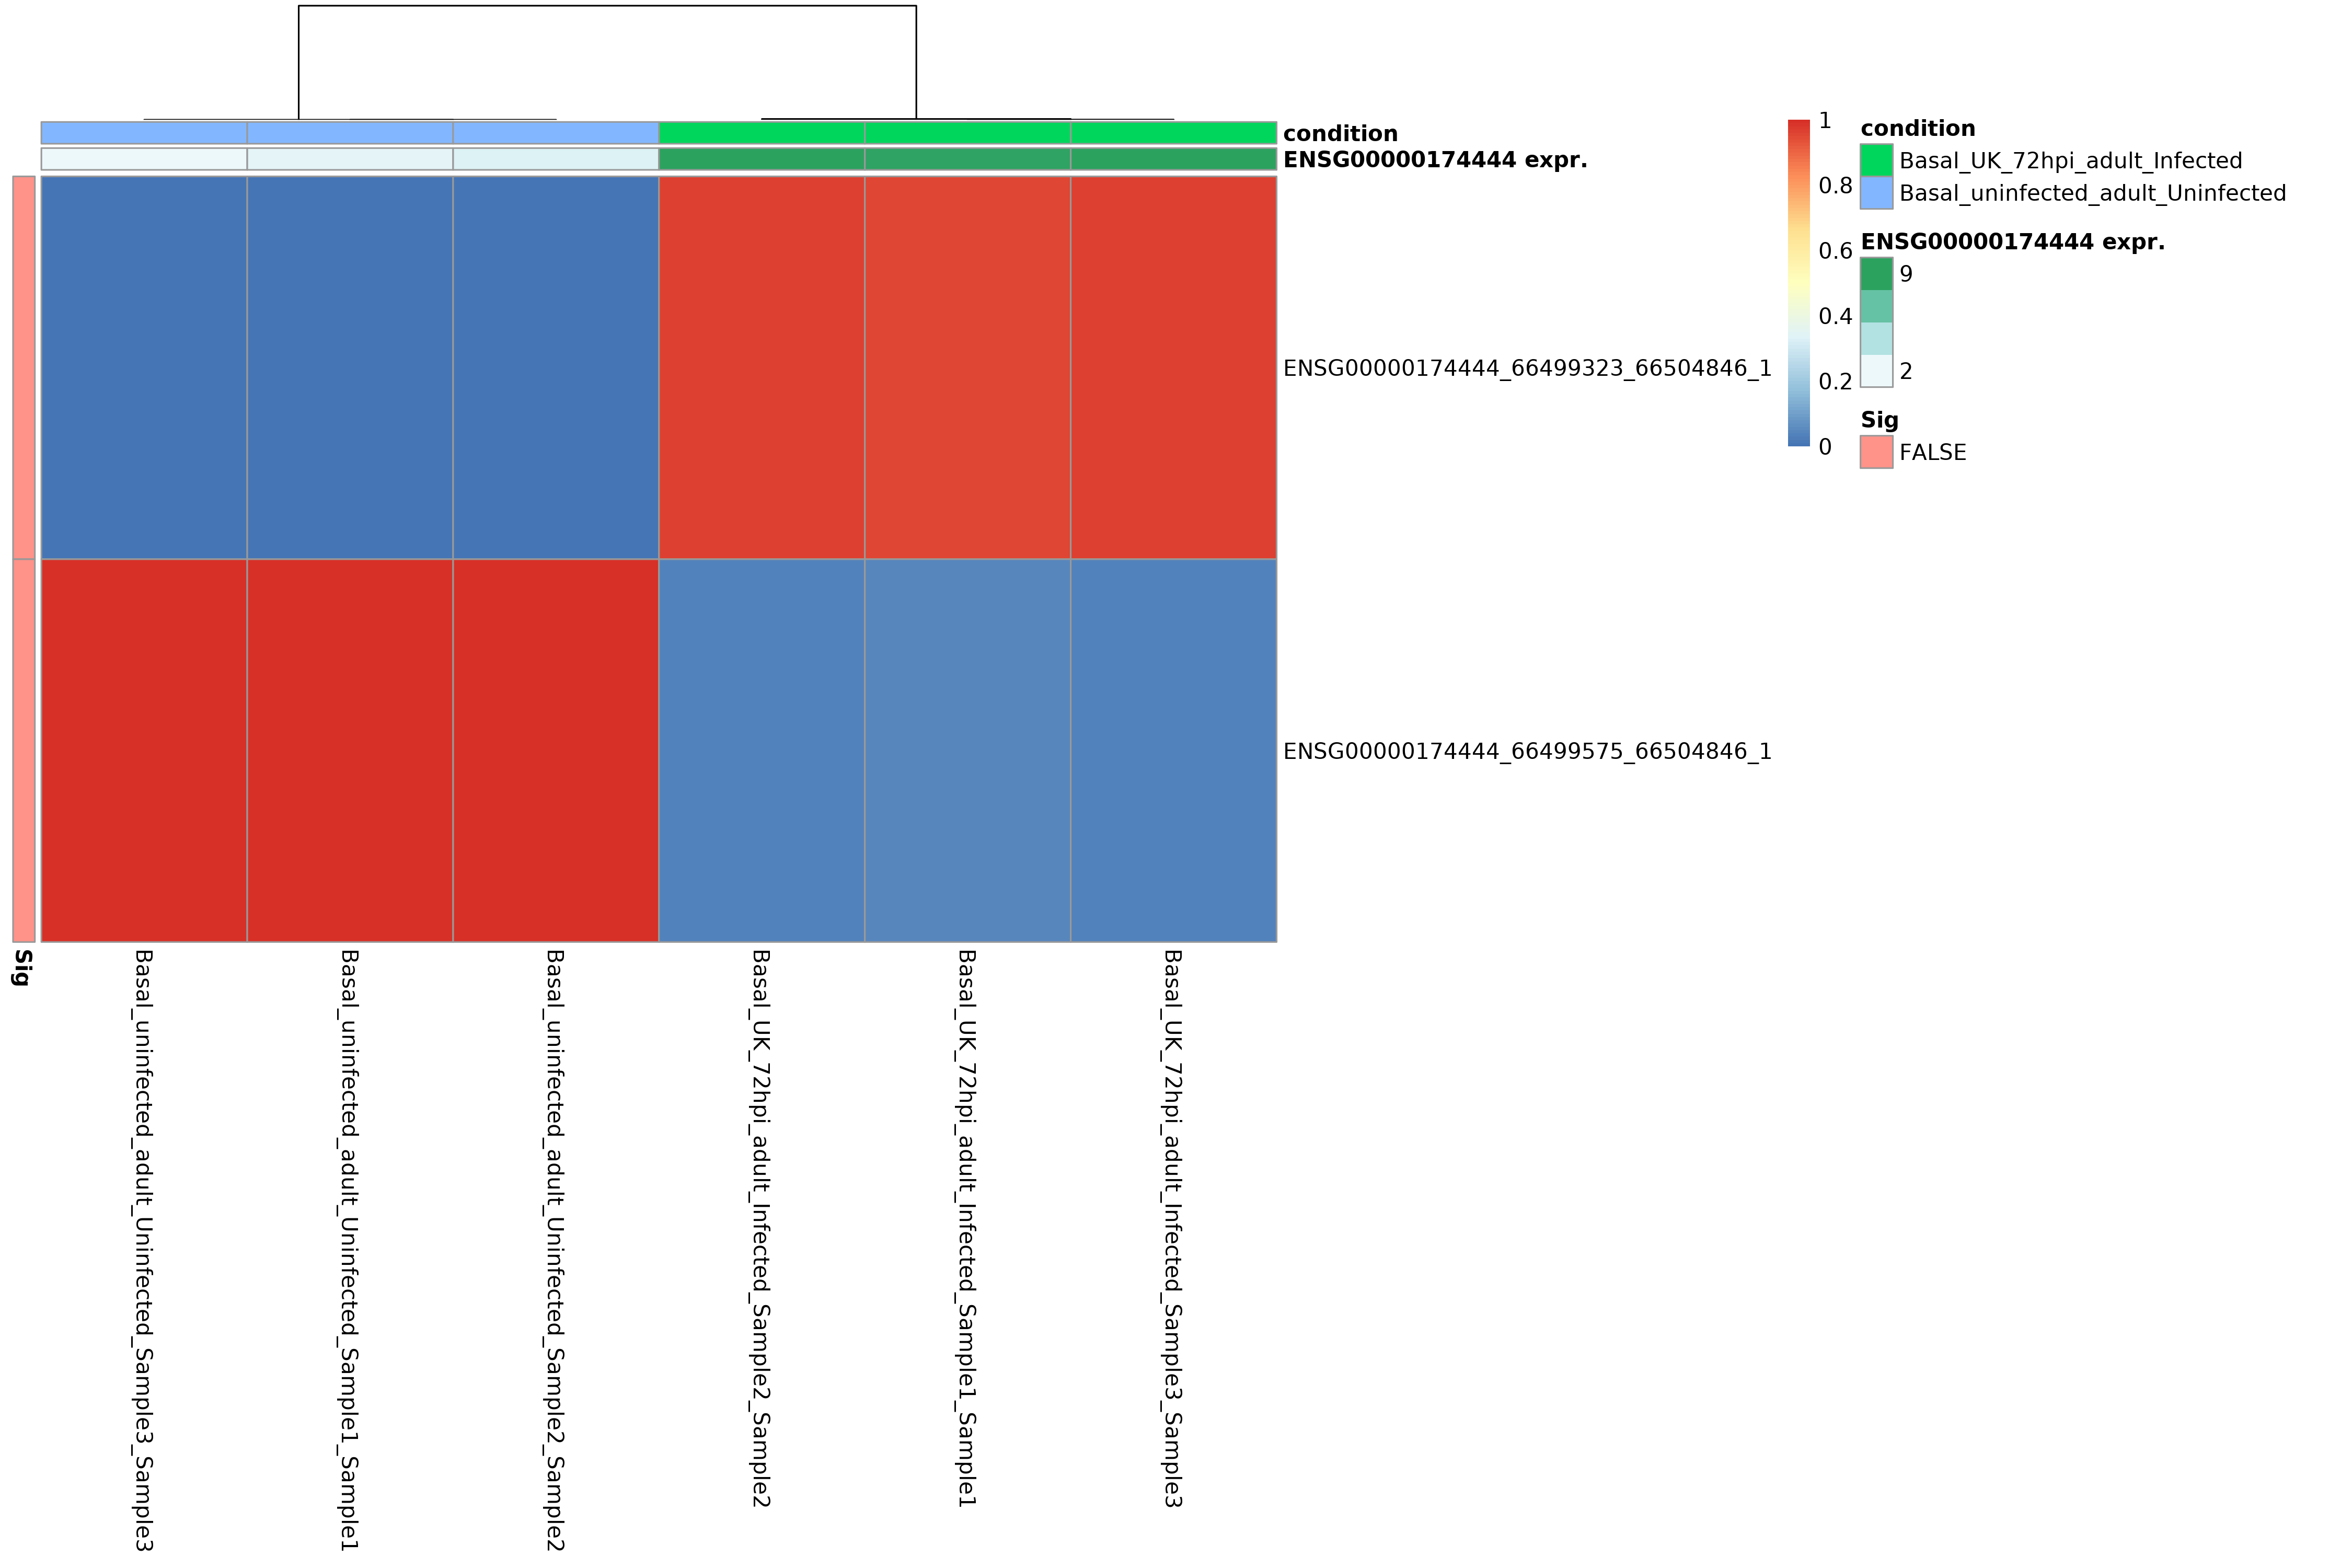 condition
ENSG00000174444 expr.
ENSG00000174444_66499323_66504846_1
ENSG00000174444_66499575_66504846_1
1
0.8
0.6
0.4
0.2
0
condition
Basal_UK_72hpi_adult_Infected
Basal_uninfected_adult_Uninfected
ENSG00000174444 expr.
9
2
Sig
FALSE
Sig
Basal_uninfected_adult_Uninfected_Sample3_Sample3
Basal_uninfected_adult_Uninfected_Sample1_Sample1
Basal_uninfected_adult_Uninfected_Sample2_Sample2
Basal_UK_72hpi_adult_Infected_Sample2_Sample2
Basal_UK_72hpi_adult_Infected_Sample1_Sample1
Basal_UK_72hpi_adult_Infected_Sample3_Sample3